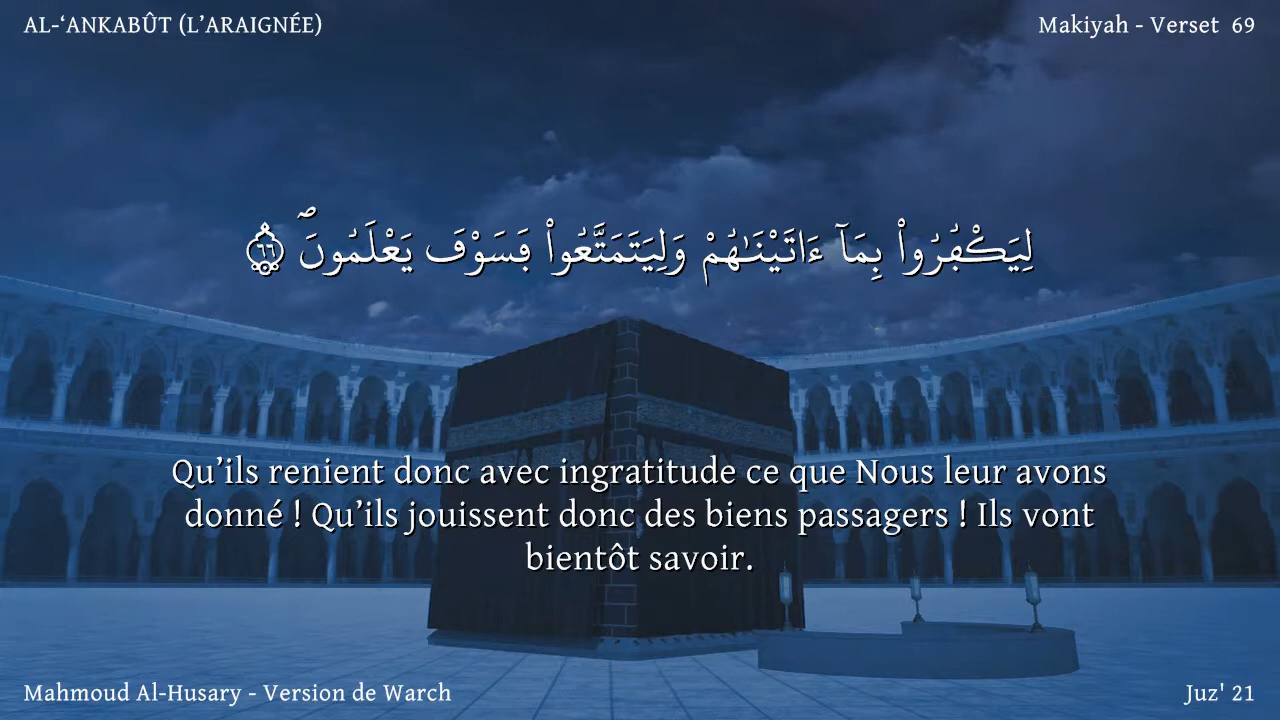 AL-‘ANKABÛT (L’ARAIGNÉE)
Makiyah - Verset 69
لِيَكْفُرُواْ بِمَآ ءَاتَيْنَٰهُمْ وَلِيَتَمَتَّعُواْ فَسَوْفَ يَعْلَمُونَۖ ٦٦
Qu’ils renient donc avec ingratitude ce que Nous leur avons
donné ! Qu’ils jouissent donc des biens passagers ! Ils vont
bientôt savoir.
Mahmoud Al-Husary - Version de Warch
Juz' 21